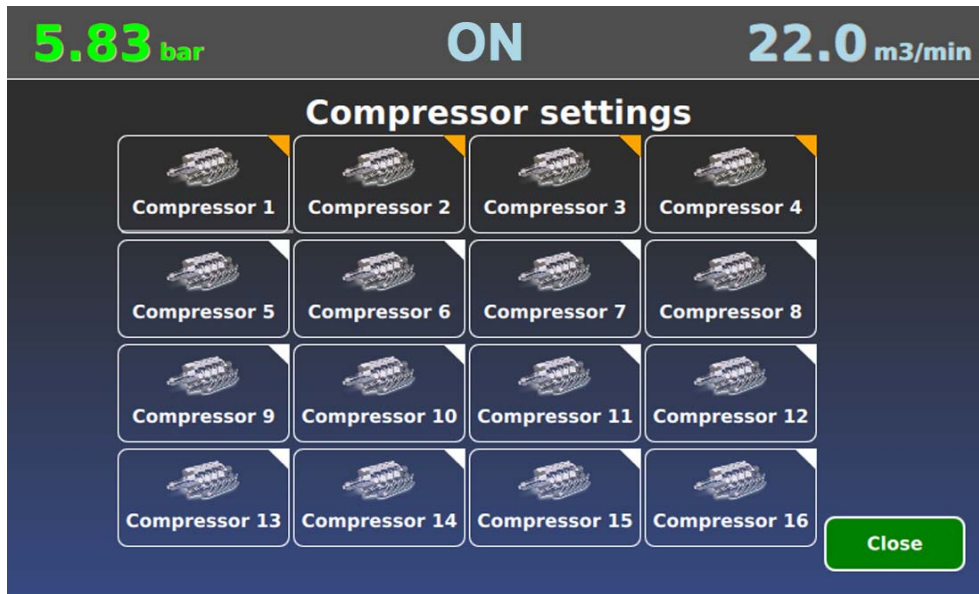 5.83 bar ON 22.0 m3/min
Compressor settings
Compressor 1 Compressor 2 Compressor 3 Compressor 4
Compressor 5 Compressor 6 Compressor 7 Compressor 8
Compressor 9 Compressor 10 Compressor 11 Compressor 12
Compressor 13 Compressor 14 Compressor 15 Compressor 16
Close